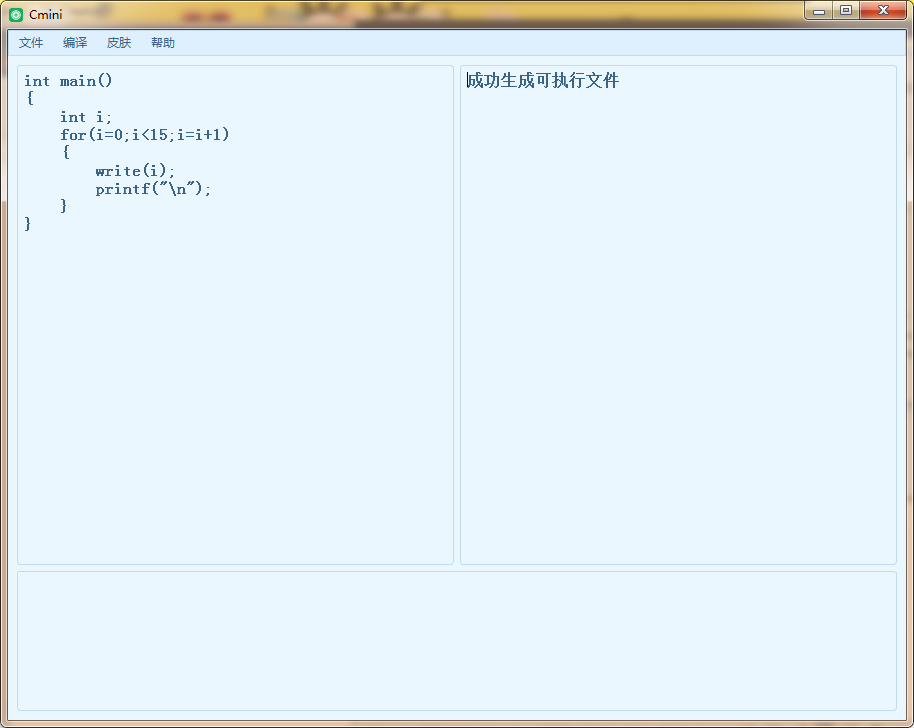 Cmini
文件 编译 皮肤 帮助
int main()
{
    int i;
    for(i=0;i<15;i=i+1)
    {
        write(i);
        printf("\n");
    }
}
成功生成可执行文件